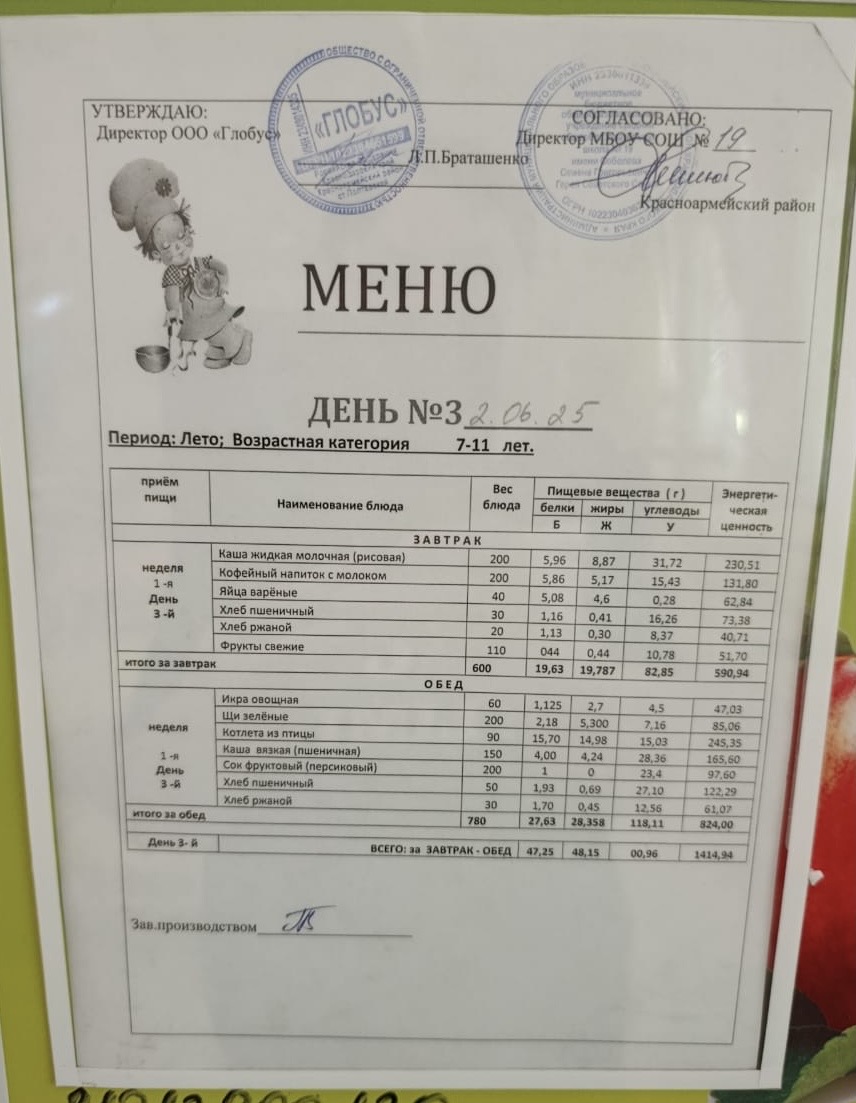 УТВЕРЖДАЮ:
Директор ООО «Глобус»
Л.П.Браташенко
ОБЩЕСТВО С ОГРАНИЧЕННОЙ ОТВЕТСТВЕННОСТЬЮ
«ГЛОБУС»
СОГЛАСОВАНО:
Директор МБОУ СОШ № 19
Красноармейский район
МЕНЮ
ДЕНЬ №3 2.06.25
Период: Лето; Возрастная категория 7-11 лет.
приём пищи Наименование блюда Вес блюда Пищевые вещества ( г ) Энергети-ческая ценность
белки жиры углеводы
Б Ж У
ЗАВТРАК
неделя 1 -я День 3 -й
Каша жидкая молочная (рисовая) 200 5,96 8,87 31,72 230,51
Кофейный напиток с молоком 200 5,86 5,17 15,43 131,80
Яйца варёные 40 5,08 4,6 0,28 62,84
Хлеб пшеничный 30 1,16 0,41 16,26 73,38
Хлеб ржаной 20 1,13 0,30 8,37 40,71
Фрукты свежие 110 044 0,44 10,78 51,70
итого за завтрак 600 19,63 19,787 82,85 590,94
ОБЕД
неделя 1 -я День 3 -й
Икра овощная 60 1,125 2,7 4,5 47,03
Щи зелёные 200 2,18 5,300 7,16 85,06
Котлета из птицы 90 15,70 14,98 15,03 245,35
Каша вязкая (пшеничная) 150 4,00 4,24 28,36 165,60
Сок фруктовый (персиковый) 200 1 0 23,4 97,60
Хлеб пшеничный 50 1,93 0,69 27,10 122,29
Хлеб ржаной 30 1,70 0,45 12,56 61,07
итого за обед 780 27,63 28,358 118,11 824,00
День 3- й ВСЕГО: за ЗАВТРАК - ОБЕД 47,25 48,15 00,96 1414,94
Зав.производством